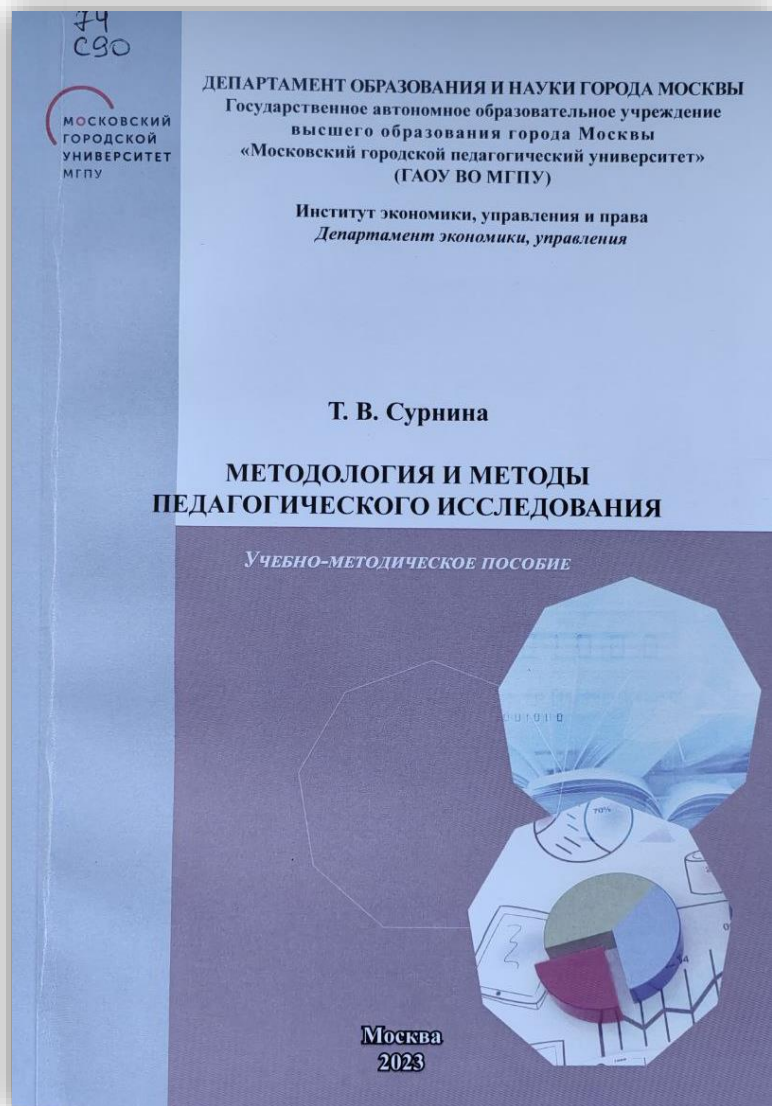 74
С90
МОСКОВСКИЙ
ГОРОДСКОЙ
УНИВЕРСИТЕТ
МГПУ
ДЕПАРТАМЕНТ ОБРАЗОВАНИЯ И НАУКИ ГОРОДА МОСКВЫ
Государственное автономное образовательное учреждение
высшего образования города Москвы
«Московский городской педагогический университет»
(ГАОУ ВО МГПУ)
Институт экономики, управления и права
Департамент экономики, управления
Т. В. Сурнина
МЕТОДОЛОГИЯ И МЕТОДЫ
ПЕДАГОГИЧЕСКОГО ИССЛЕДОВАНИЯ
УЧЕБНО-МЕТОДИЧЕСКОЕ ПОСОБИЕ
001010
70%
Москва
2023